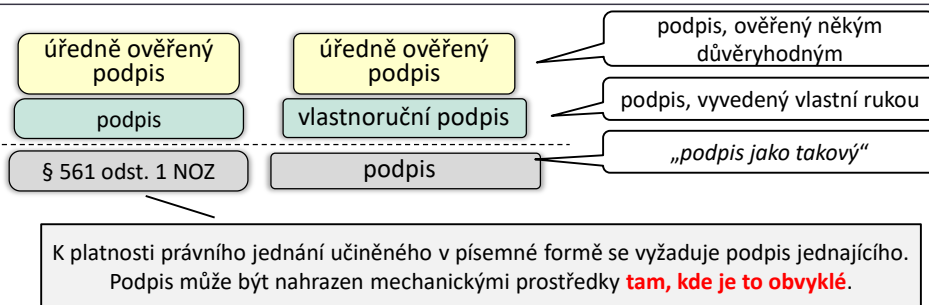 úředně ověřený
podpis
úředně ověřený
podpis
podpis, ověřený někým
důvěryhodným
podpis
vlastnoruční podpis
podpis, vyvedený vlastní rukou
§ 561 odst. 1 NOZ
podpis
„podpis jako takový“
K platnosti právního jednání učiněného v písemné formě se vyžaduje podpis jednajícího.
Podpis může být nahrazen mechanickými prostředky tam, kde je to obvyklé.